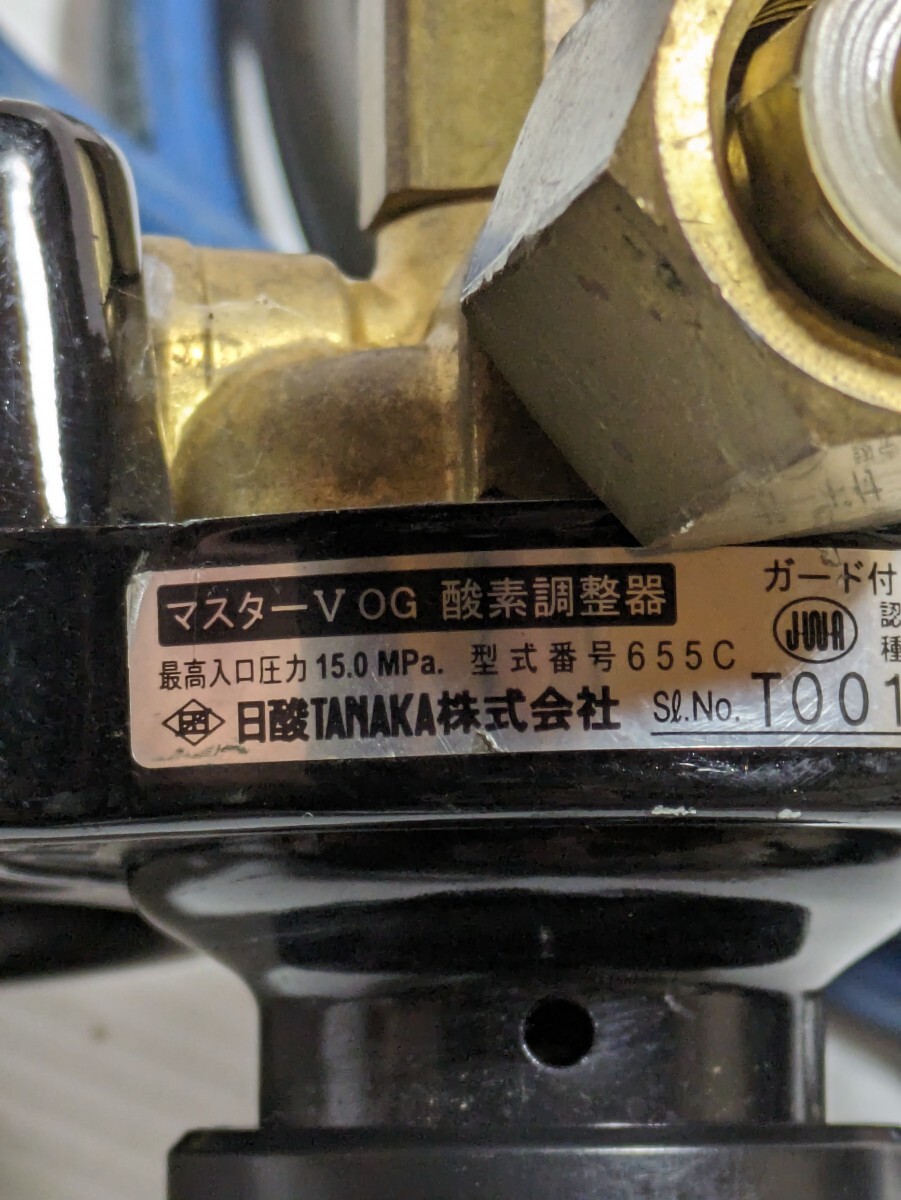 マスターV OG 酸素調整器
ガード付
最高入口圧力 15.0 MPa. 型式番号 655C
JWA
認
種
日酸TANAKA株式会社 Sl.No. T001